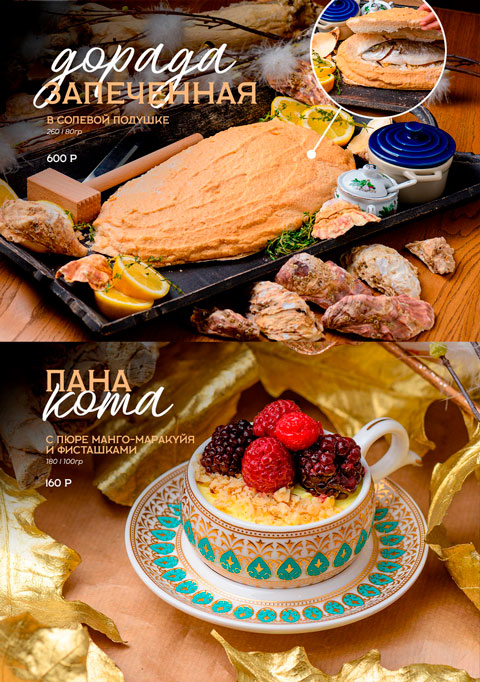 дорада
ЗАПЕЧЕННАЯ
В СОЛЕВОЙ ПОДУШКЕ
260 | 80гр
600 Р
ПАНА
кота
С ПЮРЕ МАНГО-МАРАКУЙЯ
И ФИСТАШКАМИ
180 | 100гр
160 Р